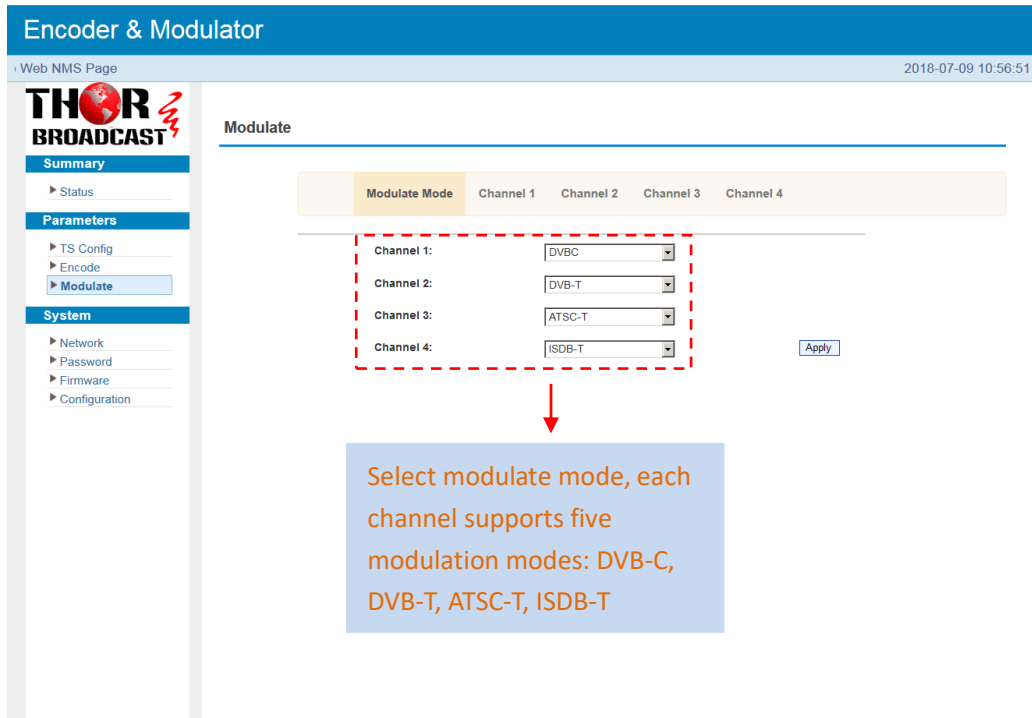 Encoder & Modulator
Web NMS Page
2018-07-09 10:56:51
THOR
BROADCAST
Summary
Status
Parameters
TS Config
Encode
Modulate
System
Network
Password
Firmware
Configuration
Modulate
Modulate Mode Channel 1 Channel 2 Channel 3 Channel 4
Channel 1: DVBC
Channel 2: DVB-T
Channel 3: ATSC-T
Channel 4: ISDB-T
Apply
Select modulate mode, each
channel supports five
modulation modes: DVB-C,
DVB-T, ATSC-T, ISDB-T